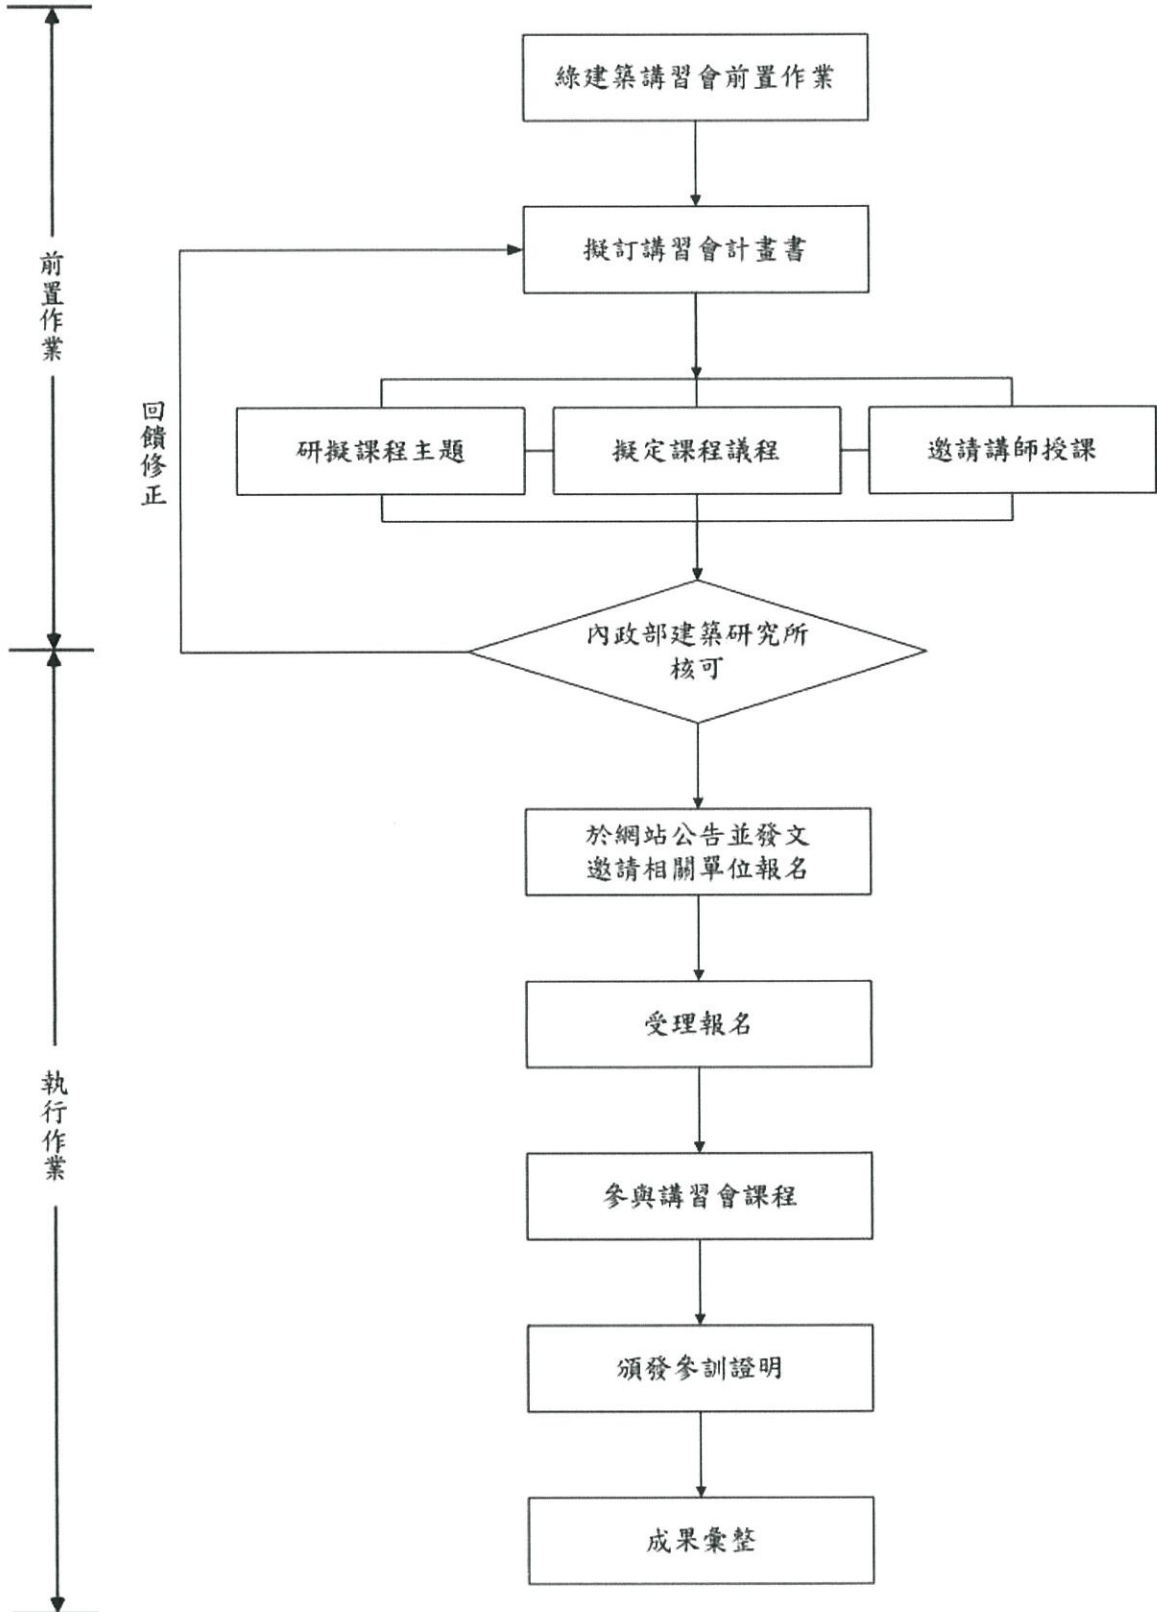 綠建築講習會前置作業
擬訂講習會計畫書
前置作業
回饋修正
研擬課程主題
擬定課程議程
邀請講師授課
內政部建築研究所
核可
於網站公告並發文
邀請相關單位報名
受理報名
執行作業
參與講習會課程
頒發參訓證明
成果彙整